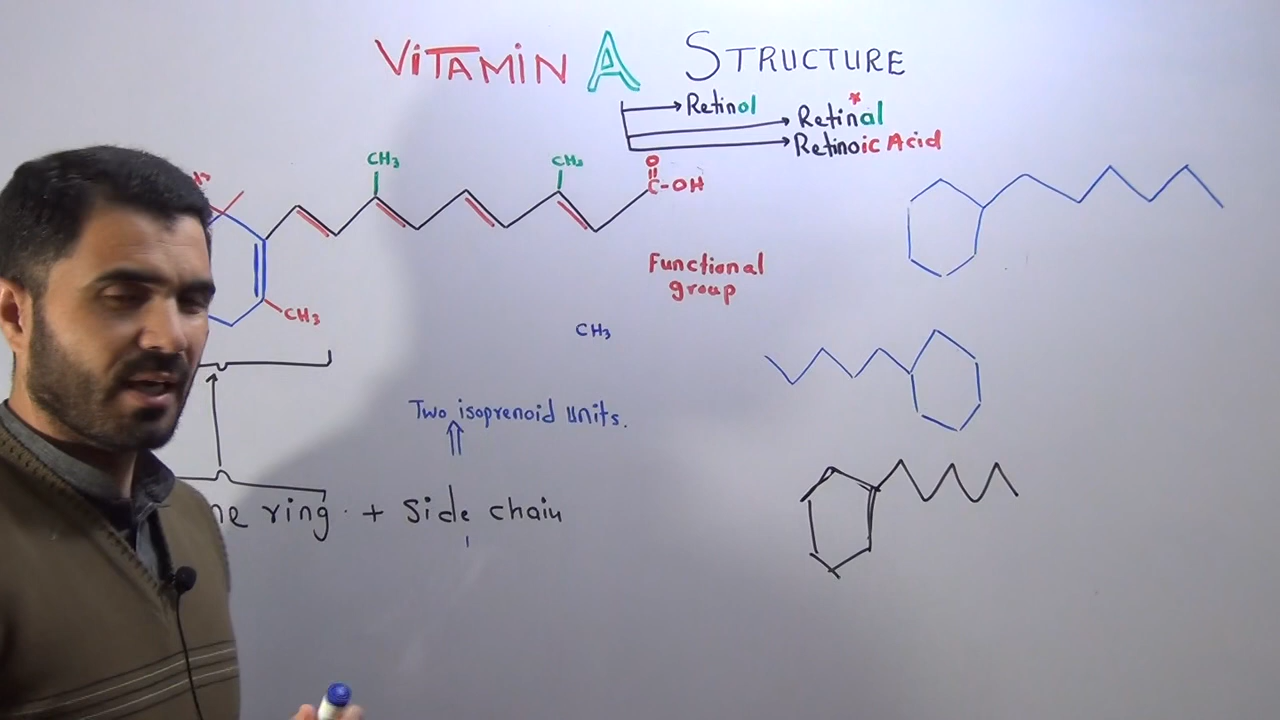 VITAMIN A STRUCTURE
Retinol
Retinal*
Retinoic Acid
CH3
CH3
O
C-OH
CH3
Functional
group
CH3
Two isoprenoid units.
ring + Side chain